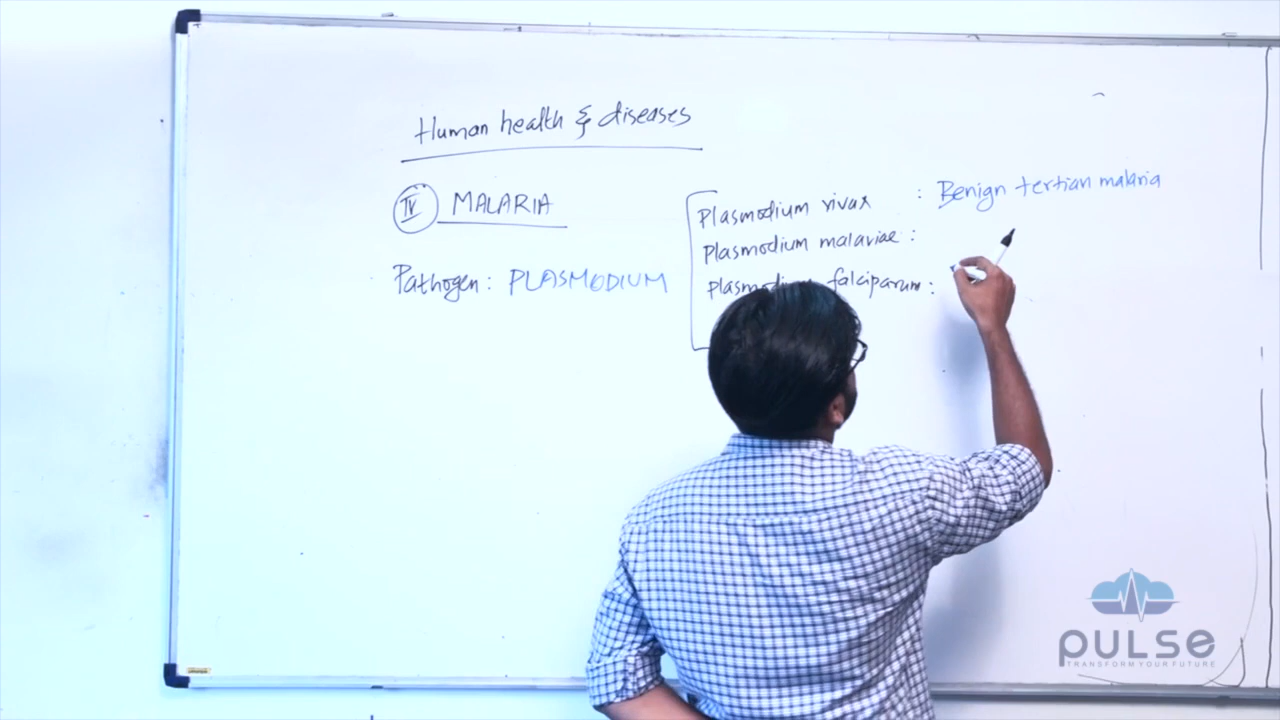 Human health & diseases
IV MALARIA
Pathogen: PLASMODIUM
Plasmodium vivax : Benign tertian malaria
Plasmodium malariae :
Plasmodium falciparum :
PULSE
TRANSFORM YOUR FUTURE